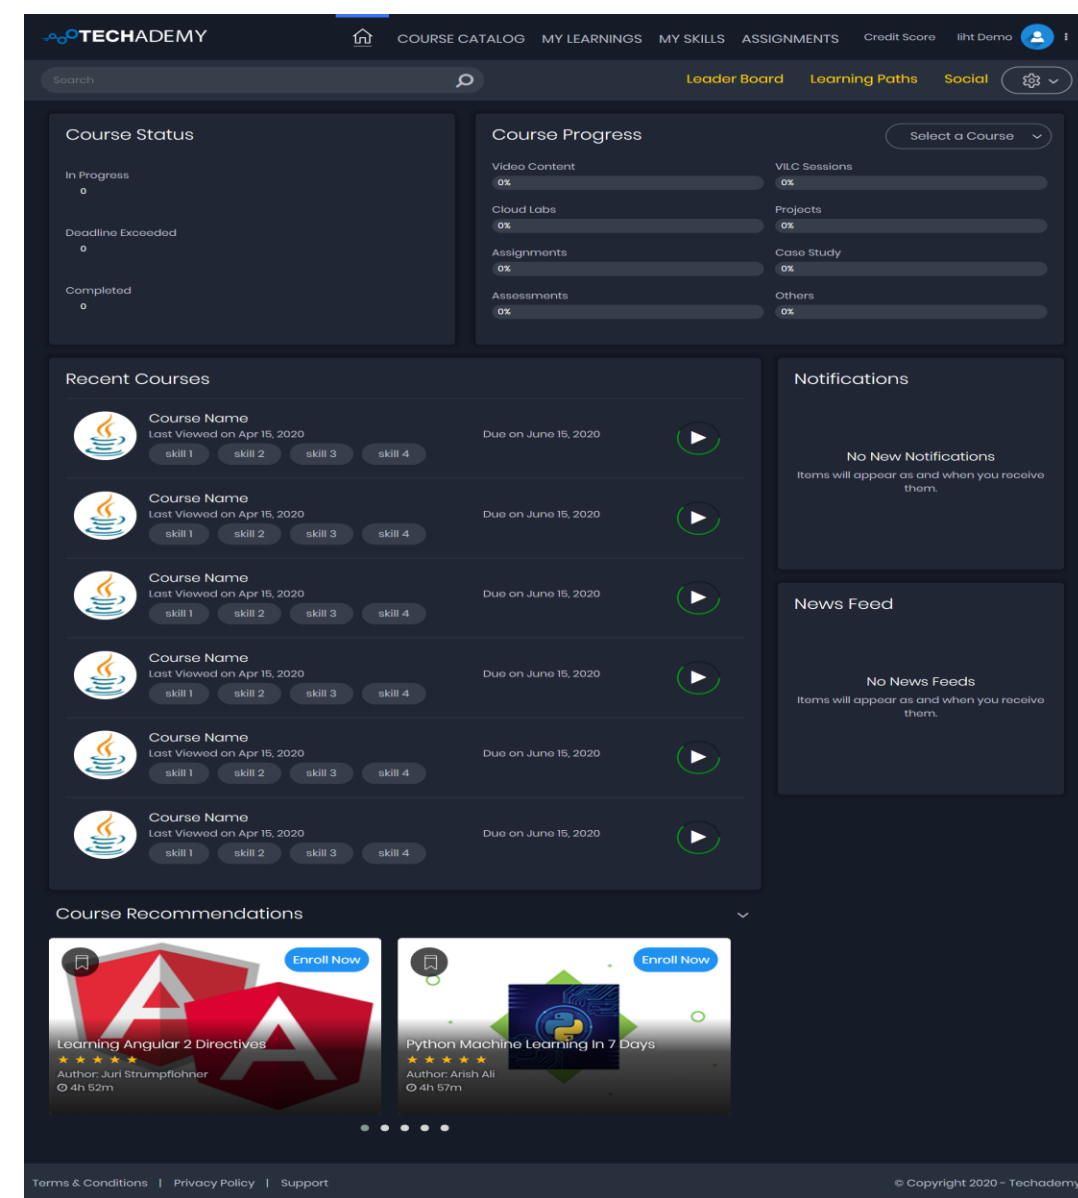 TECHADEMY
COURSE CATALOG
MY LEARNINGS
MY SKILLS
ASSIGNMENTS
Credit Score
liht Demo
Search
Leader Board
Learning Paths
Social
Course Status
In Progress
0
Deadline Exceeded
0
Completed
0
Course Progress
Select a Course
Video Content
0%
VILC Sessions
0%
Cloud Labs
0%
Projects
0%
Assignments
0%
Case Study
0%
Assessments
0%
Others
0%
Recent Courses
Course Name
Last Viewed on Apr 15, 2020
Due on June 15, 2020
skill 1 skill 2 skill 3 skill 4
Course Name
Last Viewed on Apr 15, 2020
Due on June 15, 2020
skill 1 skill 2 skill 3 skill 4
Course Name
Last Viewed on Apr 15, 2020
Due on June 15, 2020
skill 1 skill 2 skill 3 skill 4
Course Name
Last Viewed on Apr 15, 2020
Due on June 15, 2020
skill 1 skill 2 skill 3 skill 4
Course Name
Last Viewed on Apr 15, 2020
Due on June 15, 2020
skill 1 skill 2 skill 3 skill 4
Course Name
Last Viewed on Apr 15, 2020
Due on June 15, 2020
skill 1 skill 2 skill 3 skill 4
Notifications
No New Notifications
Items will appear as and when you receive
them.
News Feed
No News Feeds
Items will appear as and when you receive
them.
Course Recommendations
Enroll Now
Learning Angular 2 Directives
Author: Juri Strumpflohner
4h 52m
Enroll Now
Python Machine Learning In 7 Days
Author: Arish Ali
4h 57m
Terms & Conditions | Privacy Policy | Support
© Copyright 2020 - Techademy